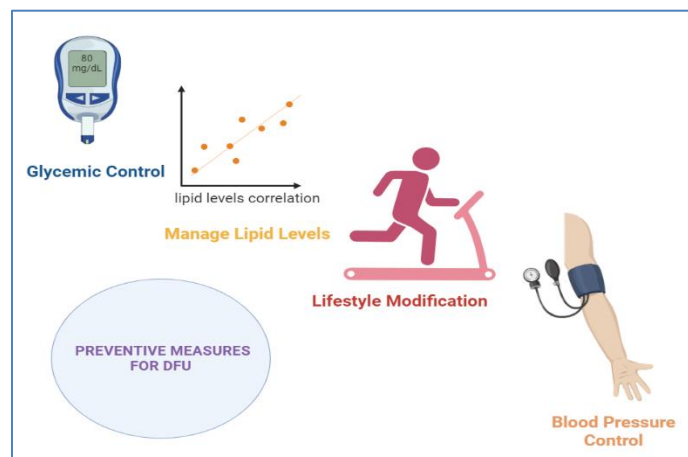 80
mg/dL
Glycemic Control
lipid levels correlation
Manage Lipid Levels
Lifestyle Modification
PREVENTIVE MEASURES
FOR DFU
Blood Pressure
Control